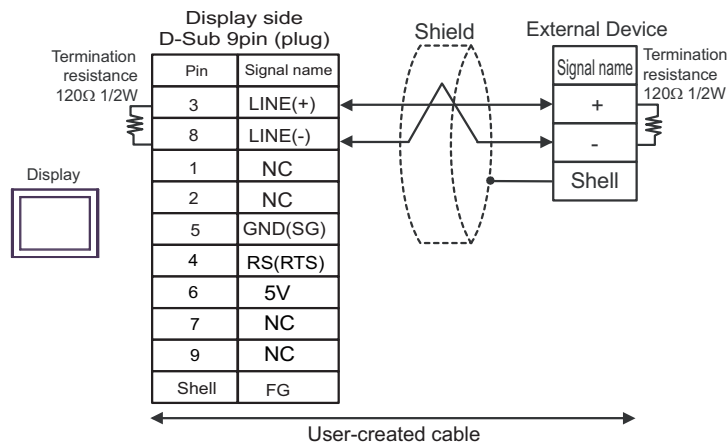 Display side
D-Sub 9pin (plug)
Shield
External Device
Termination
resistance
120Ω 1/2W
Pin Signal name
3 LINE(+)
8 LINE(-)
1 NC
2 NC
5 GND(SG)
4 RS(RTS)
6 5V
7 NC
9 NC
Shell FG
Signal name
+
-
Shell
Termination
resistance
120Ω 1/2W
Display
User-created cable